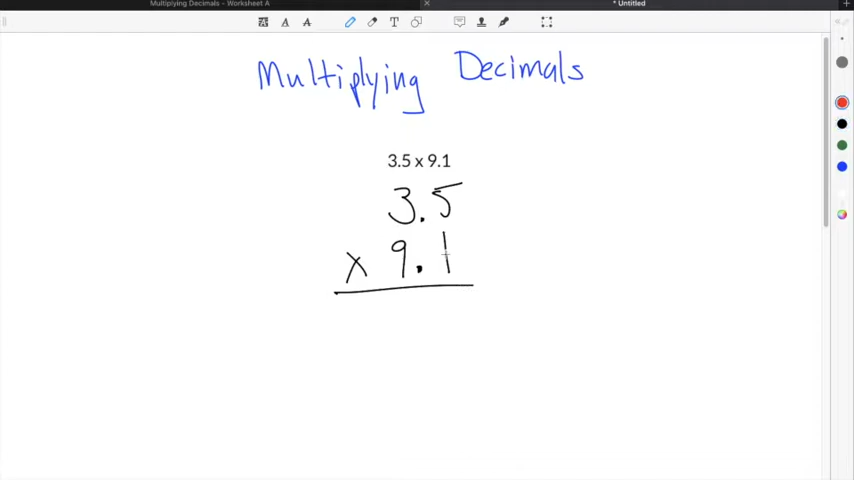 Multiplying Decimals - Worksheet A
* Untitled
Multiplying Decimals
3.5 x 9.1
3.5
x 9.1